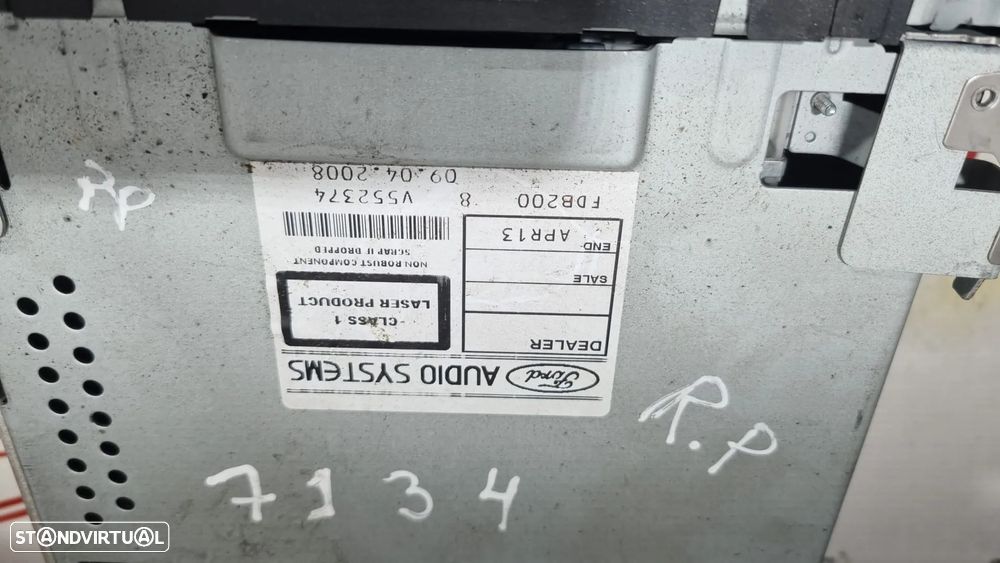 Ford AUDIO SYSTEMS
DEALER
SALE
END APR13
CLASS 1
LASER PRODUCT
NON ROBUST COMPONENT
SCRAP IF DROPPED
FDB200 8 V552374
09.04.2008
Rp
R.P
7134
STANDVIRTUAL